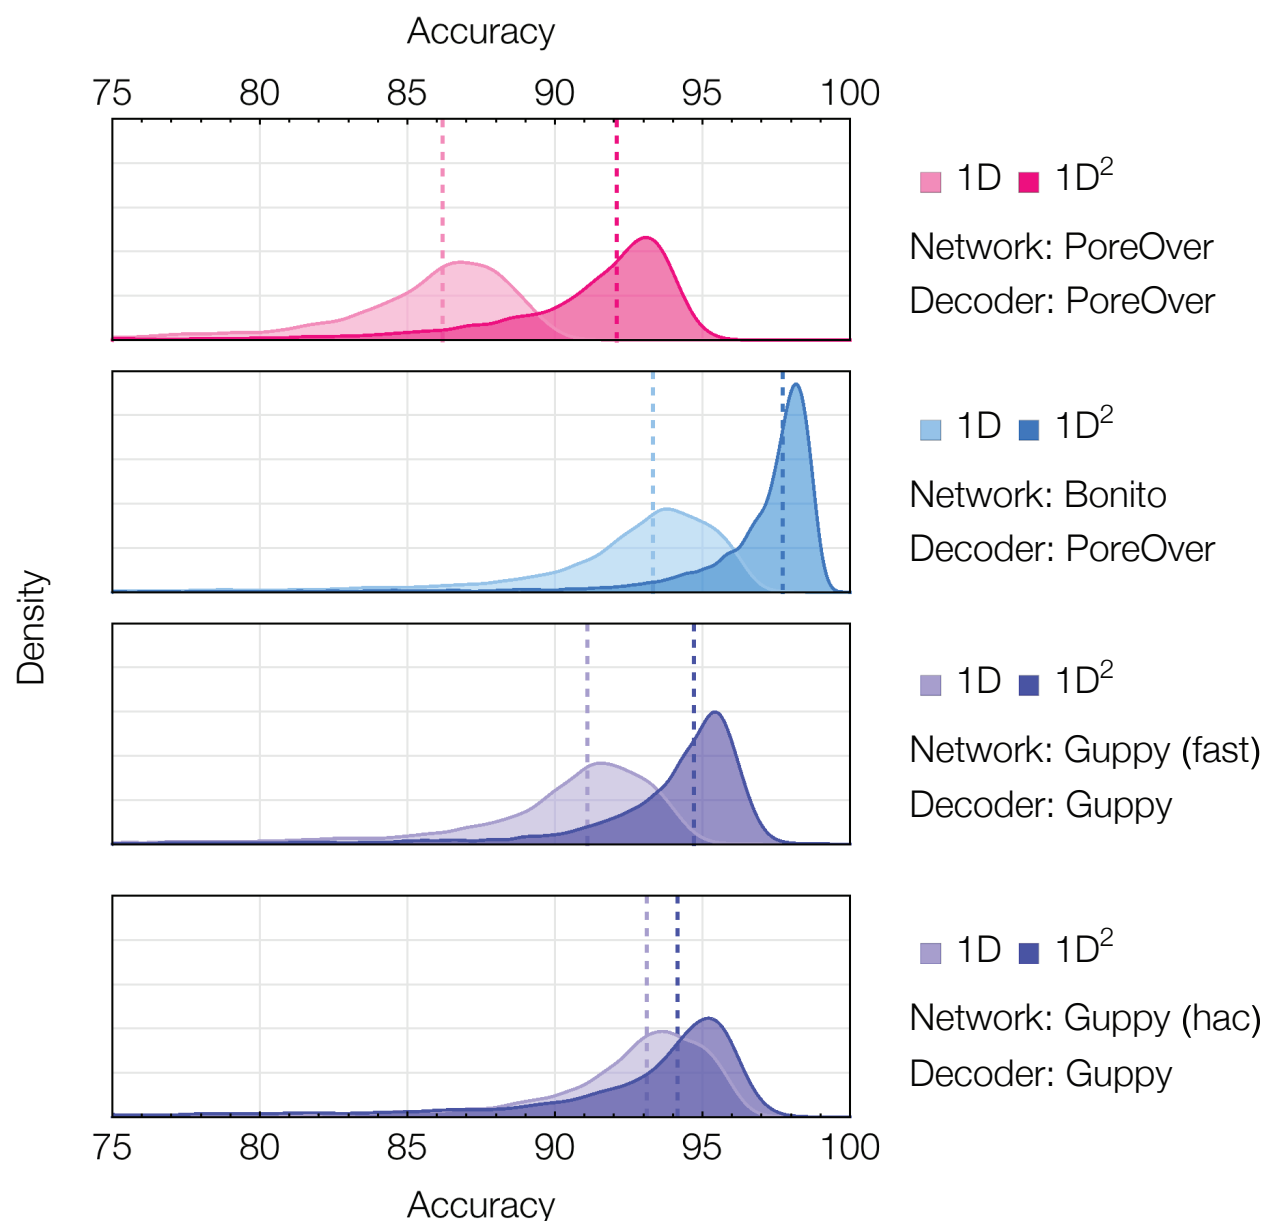 Accuracy
75 80 85 90 95 100
1D 1D²
Network: PoreOver
Decoder: PoreOver
1D 1D²
Network: Bonito
Decoder: PoreOver
Density
1D 1D²
Network: Guppy (fast)
Decoder: Guppy
1D 1D²
Network: Guppy (hac)
Decoder: Guppy
75 80 85 90 95 100
Accuracy